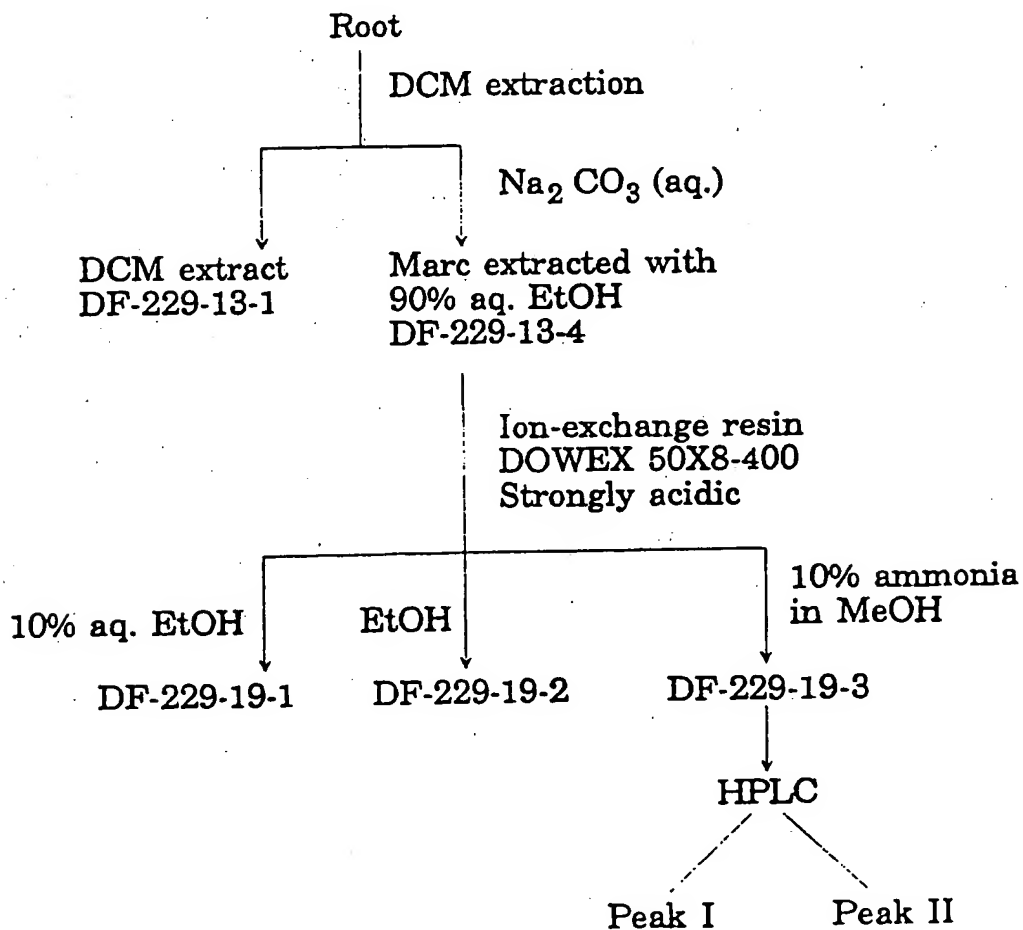 Root
DCM extraction
Na₂ CO₃ (aq.)
DCM extract
DF-229-13-1
Marc extracted with
90% aq. EtOH
DF-229-13-4
Ion-exchange resin
DOWEX 50X8-400
Strongly acidic
10% aq. EtOH
EtOH
10% ammonia
in MeOH
DF-229-19-1
DF-229-19-2
DF-229-19-3
HPLC
Peak I
Peak II